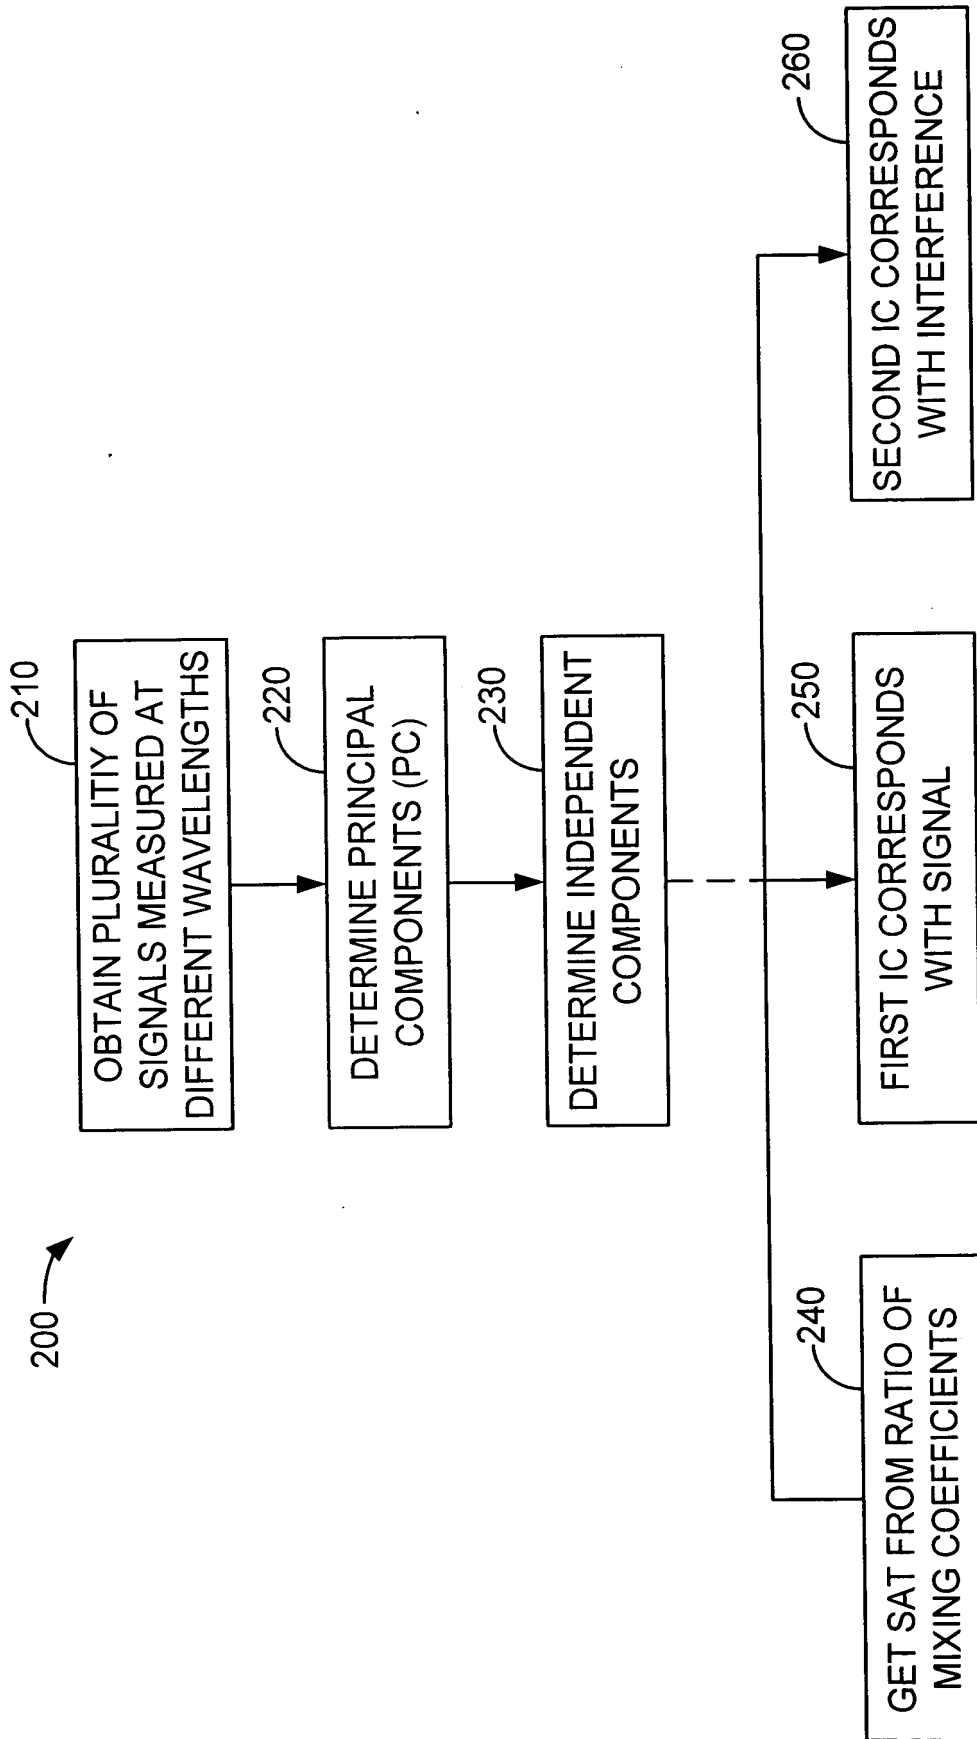 200
210
OBTAIN PLURALITIY OF
SIGNALS MEASURED AT
DIFFERENT WAVELENGTHS
220
DETERMINE PRINCIPAL
COMPONENTS (PC)
230
DETERMINE INDEPENDENT
COMPONENTS
240
GET SAT FROM RATIO OF
MIXING COEFFICIENTS
250
FIRST IC CORRESPONDS
WITH SIGNAL
260
SECOND IC CORRESPONDS
WITH INTERFERENCE